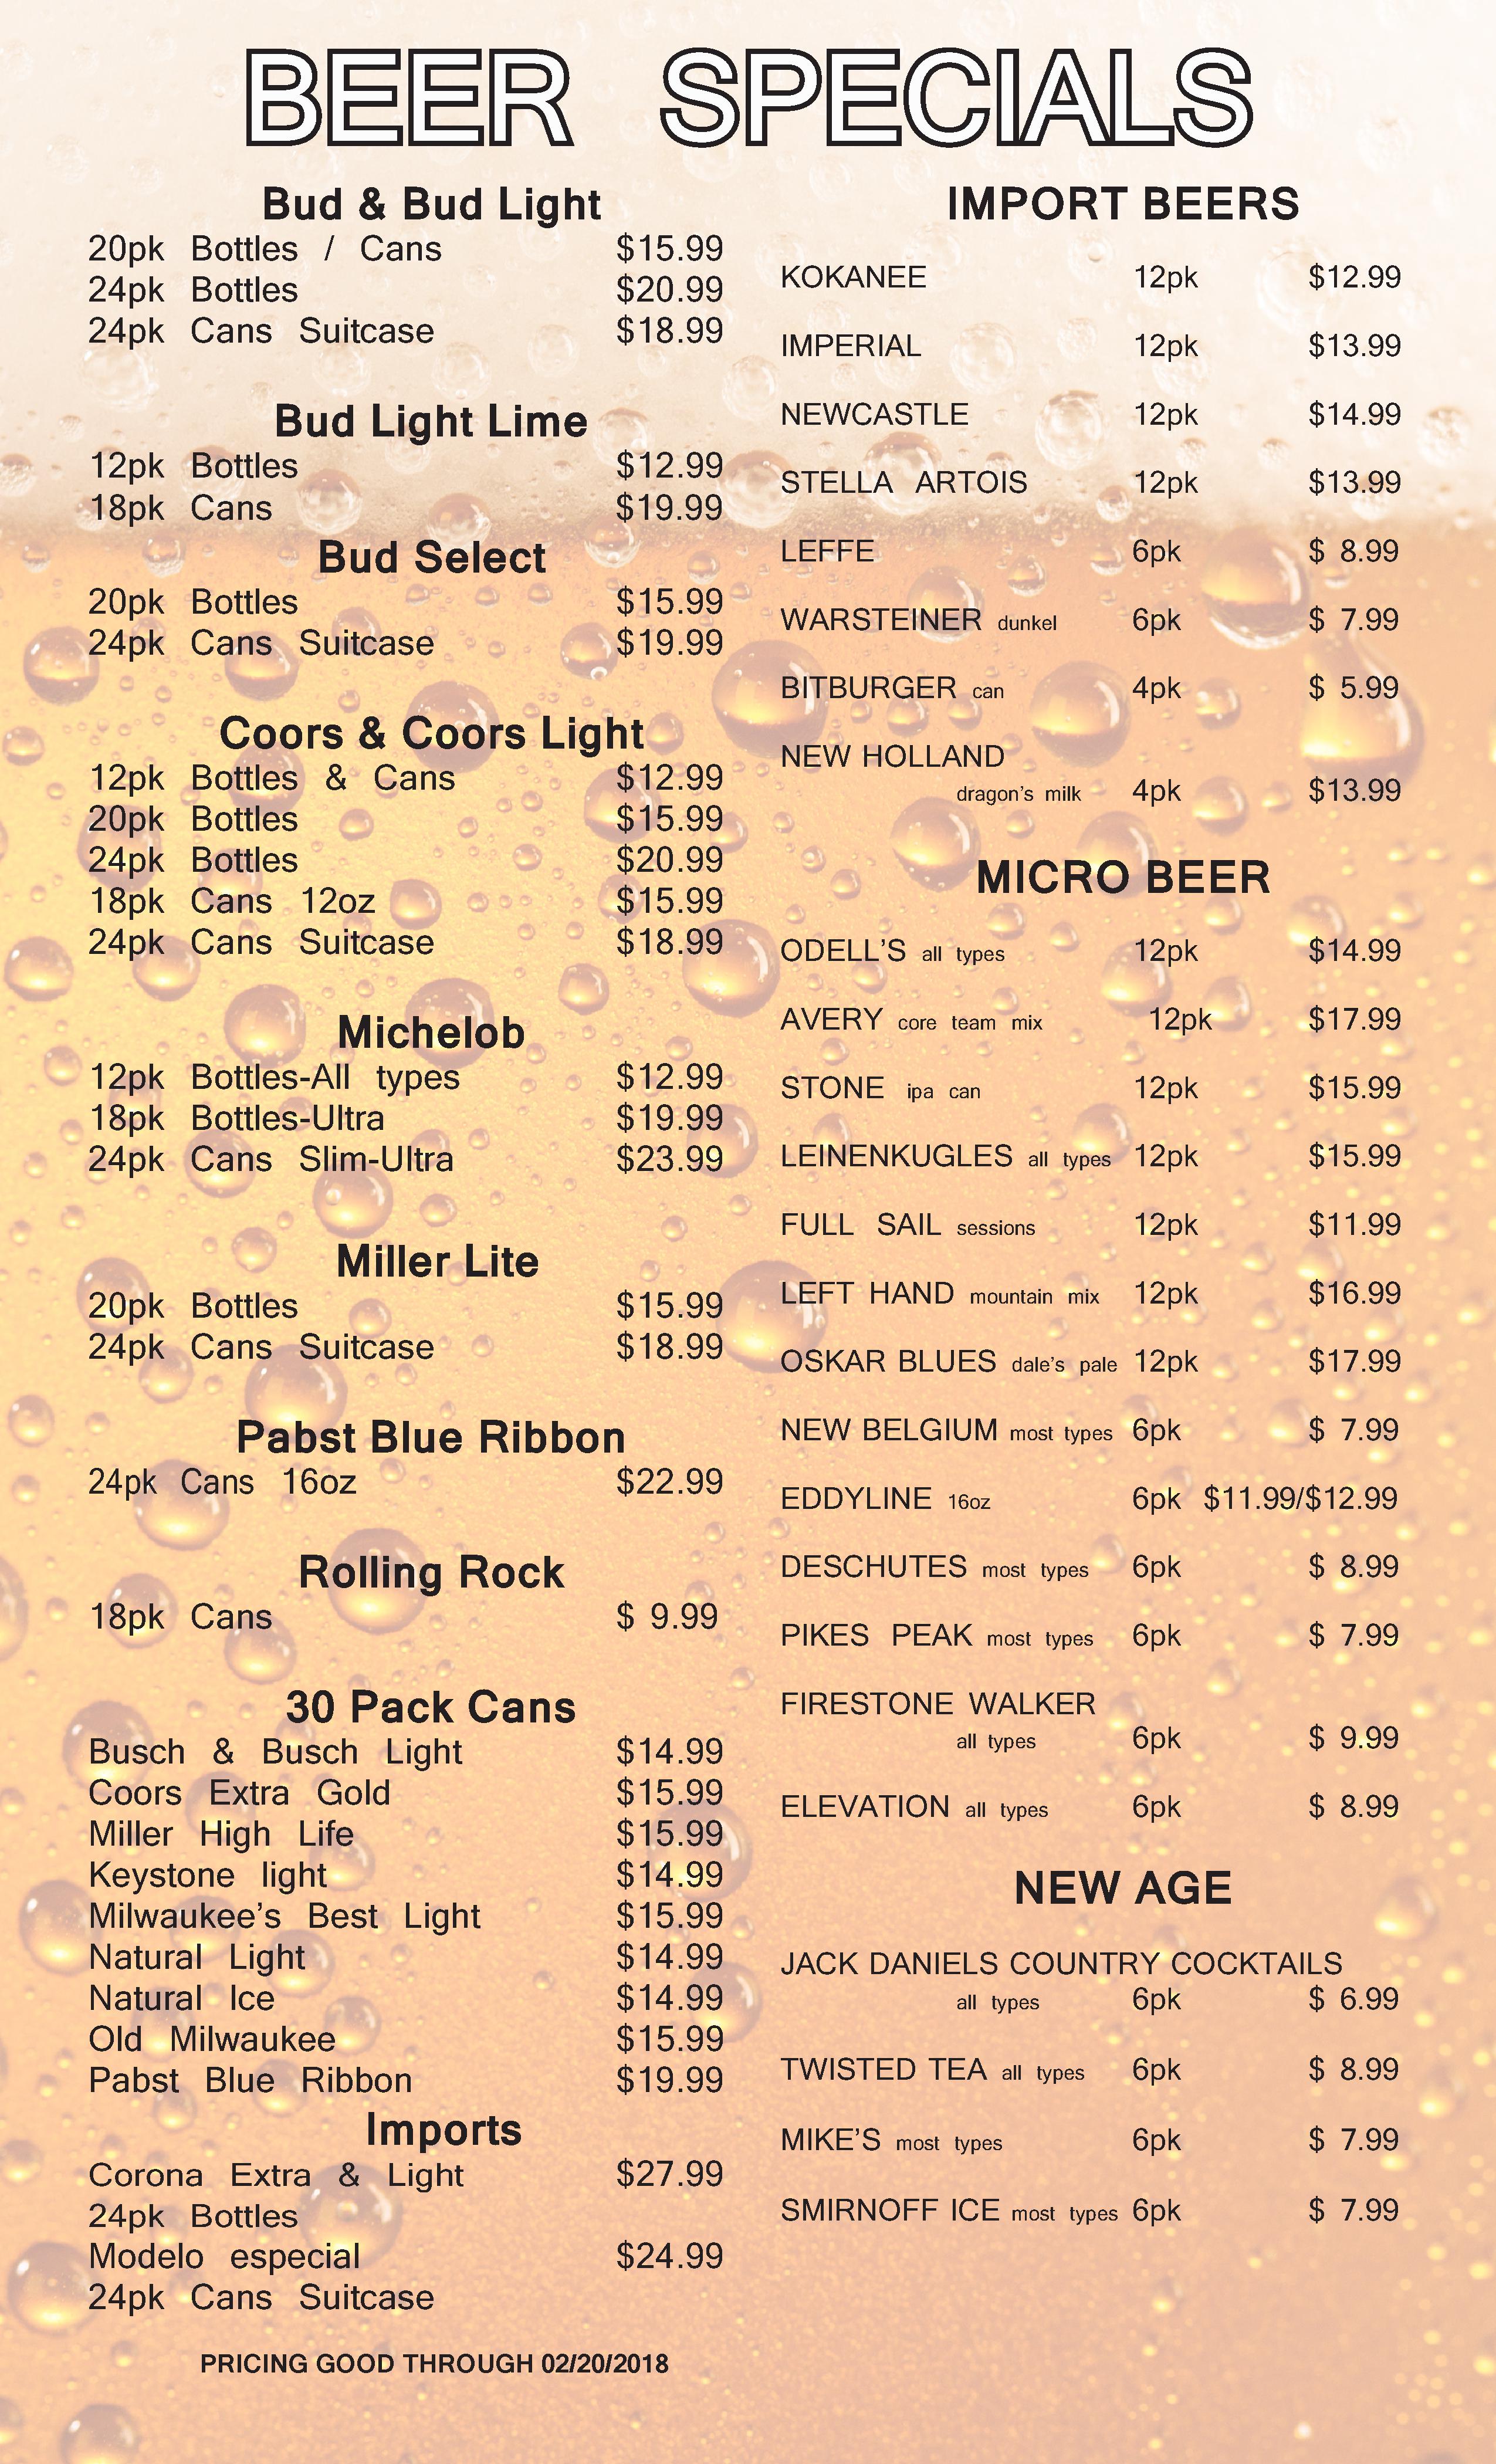 BEER SPECIALS
Bud & Bud Light
20pk Bottles / Cans $15.99
24pk Bottles $20.99
24pk Cans Suitcase $18.99
Bud Light Lime
12pk Bottles $12.99
18pk Cans $19.99
Bud Select
20pk Bottles $15.99
24pk Cans Suitcase $19.99
Coors & Coors Light
12pk Bottles & Cans $12.99
20pk Bottles $15.99
24pk Bottles $20.99
18pk Cans 12oz $15.99
24pk Cans Suitcase $18.99
Michelob
12pk Bottles-All types $12.99
18pk Bottles-Ultra $19.99
24pk Cans Slim-Ultra $23.99
Miller Lite
20pk Bottles $15.99
24pk Cans Suitcase $18.99
Pabst Blue Ribbon
24pk Cans 16oz $22.99
Rolling Rock
18pk Cans $ 9.99
30 Pack Cans
Busch & Busch Light $14.99
Coors Extra Gold $15.99
Miller High Life $15.99
Keystone light $14.99
Milwaukee's Best Light $15.99
Natural Light $14.99
Natural Ice $14.99
Old Milwaukee $15.99
Pabst Blue Ribbon $19.99
Imports
Corona Extra & Light $27.99
24pk Bottles
Modelo especial $24.99
24pk Cans Suitcase
PRICING GOOD THROUGH 02/20/2018
IMPORT BEERS
KOKANEE 12pk $12.99
IMPERIAL 12pk $13.99
NEWCASTLE 12pk $14.99
STELLA ARTOIS 12pk $13.99
LEFFE 6pk $ 8.99
WARSTEINER dunkel 6pk $ 7.99
BITBURGER can 4pk $ 5.99
NEW HOLLAND
dragon's milk 4pk $13.99
MICRO BEER
ODELL'S all types 12pk $14.99
AVERY core team mix 12pk $17.99
STONE ipa can 12pk $15.99
LEINENKUGLES all types 12pk $15.99
FULL SAIL sessions 12pk $11.99
LEFT HAND mountain mix 12pk $16.99
OSKAR BLUES dale's pale 12pk $17.99
NEW BELGIUM most types 6pk $ 7.99
EDDYLINE 16oz 6pk $11.99/$12.99
DESCHUTES most types 6pk $ 8.99
PIKES PEAK most types 6pk $ 7.99
FIRESTONE WALKER
all types 6pk $ 9.99
ELEVATION all types 6pk $ 8.99
NEW AGE
JACK DANIELS COUNTRY COCKTAILS
all types 6pk $ 6.99
TWISTED TEA all types 6pk $ 8.99
MIKE'S most types 6pk $ 7.99
SMIRNOFF ICE most types 6pk $ 7.99